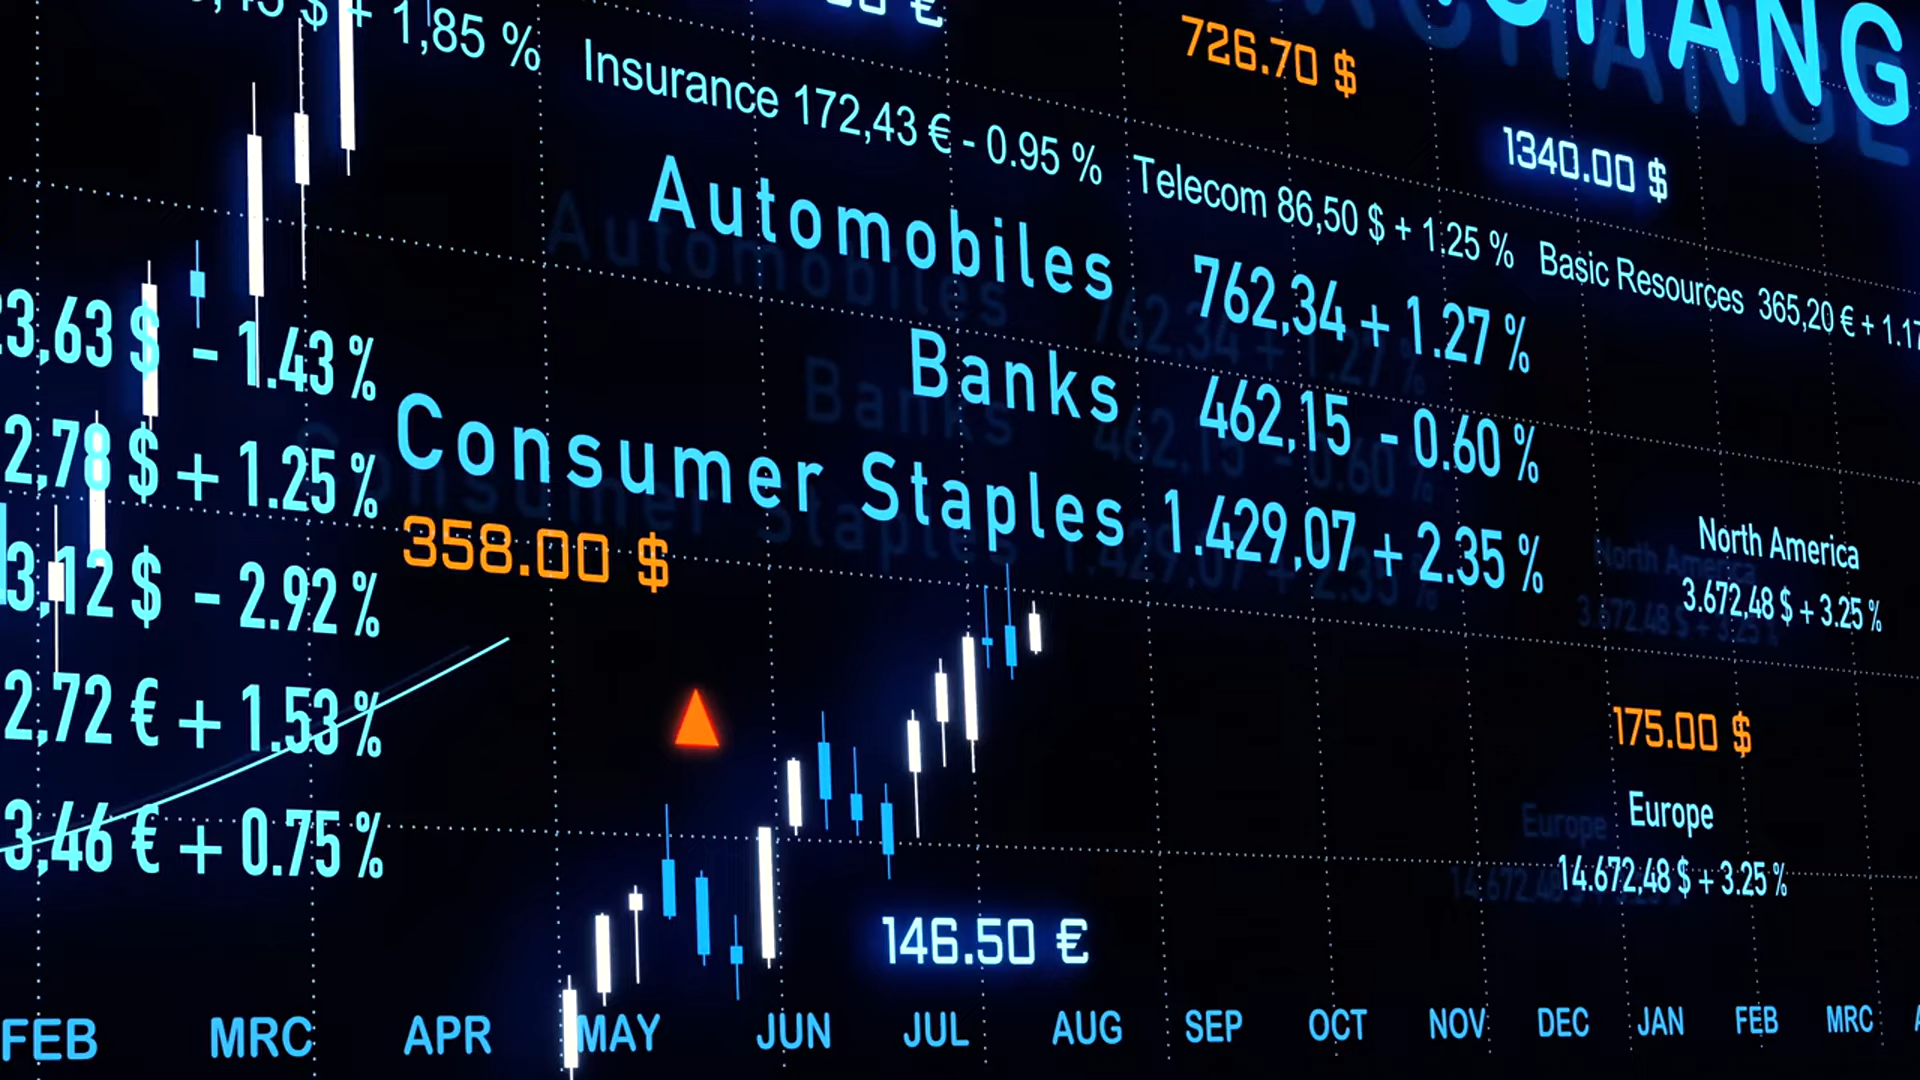 + 1,85 %
Insurance 172,43 € - 0.95 %
Telecom 86,50 $ + 1.25 %
Basic Resources 365,20 € + 1.17
726.70 $
1340.00 $
Automobiles 762,34 + 1.27 %
Banks 462,15 - 0.60 %
Consumer Staples 1.429,07 + 2.35 %
3,63 $ - 1.43 %
2,78 $ + 1.25 %
3,12 $ - 2.92 %
2,72 € + 1.53 %
3,46 € + 0.75 %
358.00 $
North America
3.672,48 $ + 3.25 %
175.00 $
Europe
14.672,48 $ + 3.25 %
146.50 €
FEB MRC APR MAY JUN JUL AUG SEP OCT NOV DEC JAN FEB MRC